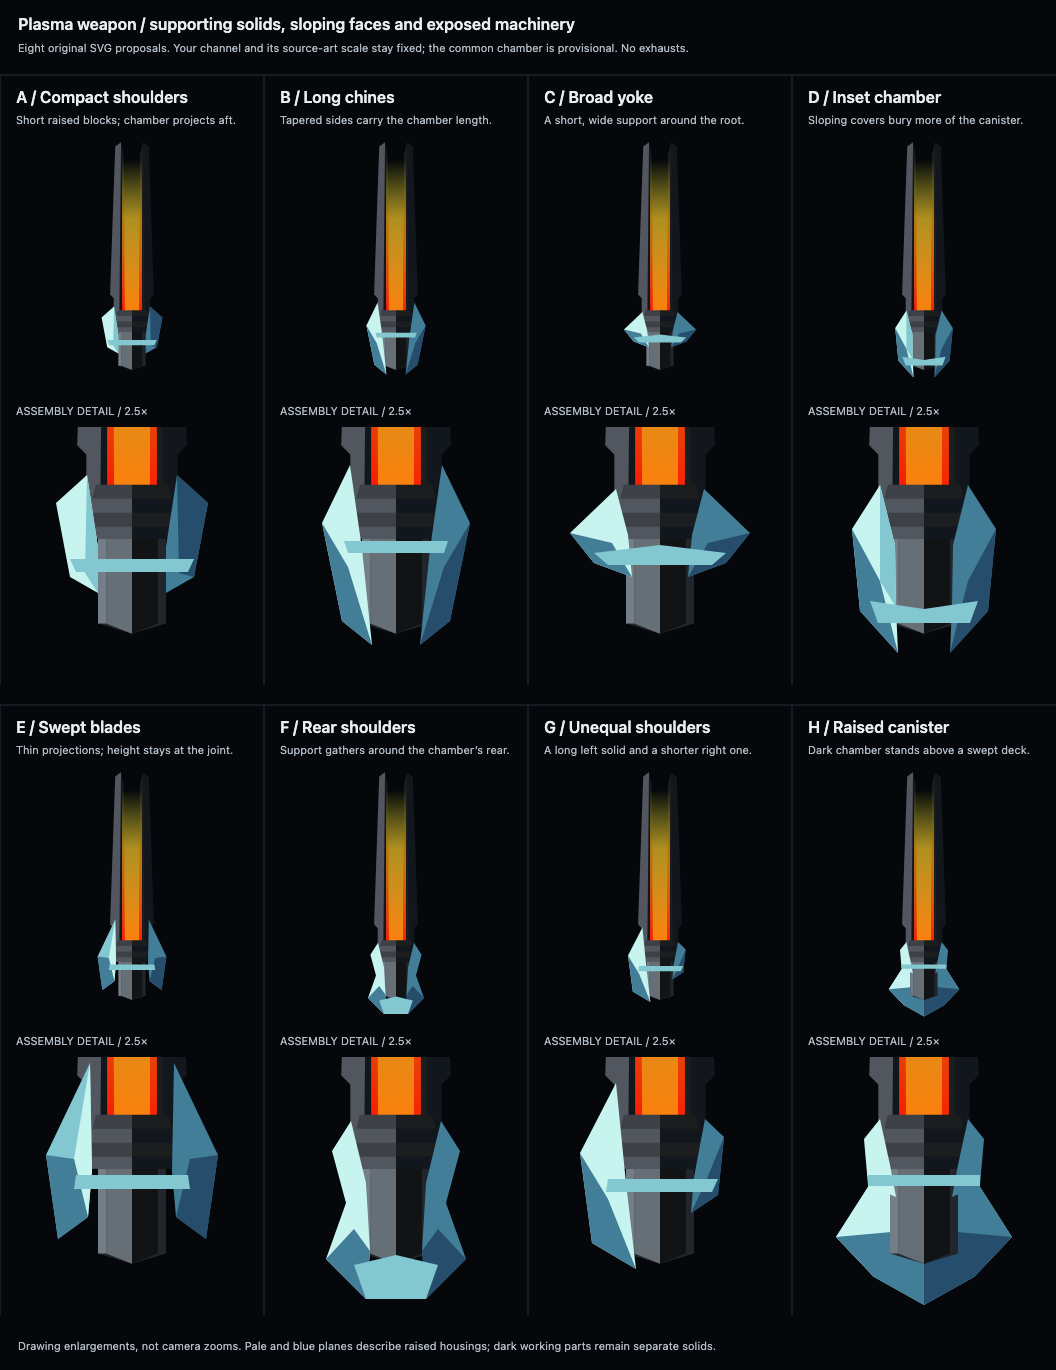 Plasma weapon / supporting solids, sloping faces and exposed machinery
Eight original SVG proposals. Your channel and its source-art scale stay fixed; the common chamber is provisional. No exhausts.
A / Compact shoulders
Short raised blocks; chamber projects aft.
ASSEMBLY DETAIL / 2.5×
B / Long chines
Tapered sides carry the chamber length.
ASSEMBLY DETAIL / 2.5×
C / Broad yoke
A short, wide support around the root.
ASSEMBLY DETAIL / 2.5×
D / Inset chamber
Sloping covers bury more of the canister.
ASSEMBLY DETAIL / 2.5×
E / Swept blades
Thin projections; height stays at the joint.
ASSEMBLY DETAIL / 2.5×
F / Rear shoulders
Support gathers around the chamber’s rear.
ASSEMBLY DETAIL / 2.5×
G / Unequal shoulders
A long left solid and a shorter right one.
ASSEMBLY DETAIL / 2.5×
H / Raised canister
Dark chamber stands above a swept deck.
ASSEMBLY DETAIL / 2.5×
Drawing enlargements, not camera zooms. Pale and blue planes describe raised housings; dark working parts remain separate solids.